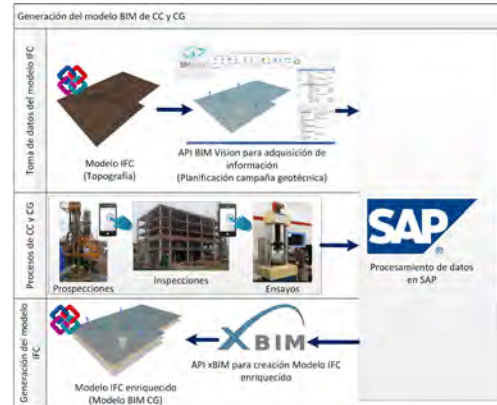 Generación del modelo BIM de CC y CG
Toma de datos del modelo IFC
Modelo IFC
(Topografía)
API BIM Vision para adquisición de
información
(Planificación campaña geotécnica)
Procesos de CC y CG
Prospecciones
Inspecciones
Ensayos
SAP
®
Procesamiento de datos
en SAP
Generación del modelo
IFC
Modelo IFC enriquecido
(Modelo BIM CG)
XBIM
API xBIM para creación Modelo IFC
enriquecido